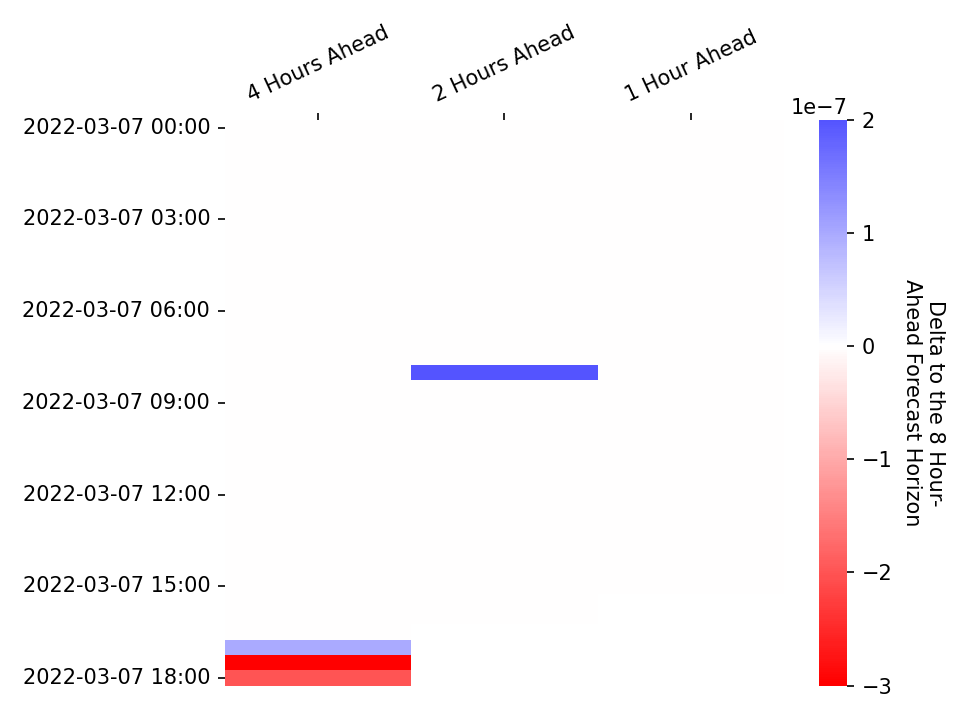 4 Hours Ahead
2 Hours Ahead
1 Hour Ahead
1e−7
2022-03-07 00:00
2022-03-07 03:00
2022-03-07 06:00
2022-03-07 09:00
2022-03-07 12:00
2022-03-07 15:00
2022-03-07 18:00
2
1
0
−1
−2
−3
Delta to the 8 Hour-
Ahead Forecast Horizon